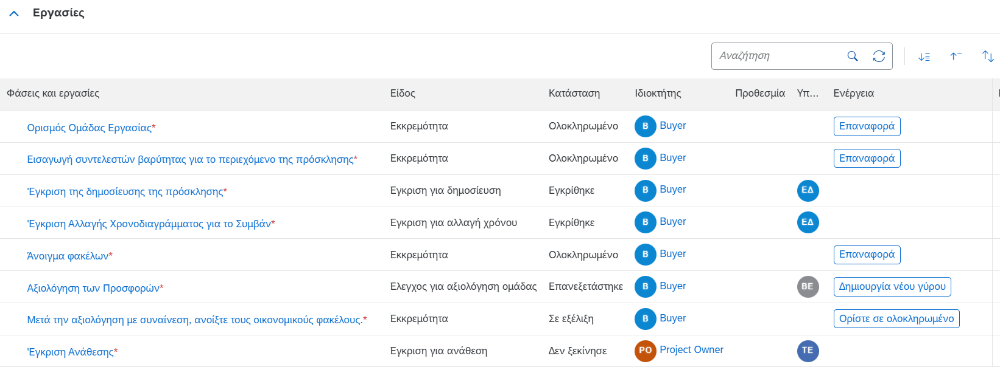 Εργασίες
Αναζήτηση
Φάσεις και εργασίες Είδος Κατάσταση Ιδιοκτήτης Προθεσμία Υπ... Ενέργεια
Ορισμός Ομάδας Εργασίας* Εκκρεμότητα Ολοκληρωμένο B Buyer Επαναφορά
Εισαγωγή συντελεστών βαρύτητας για το περιεχόμενο της πρόσκλησης* Εκκρεμότητα Ολοκληρωμένο B Buyer Επαναφορά
'Εγκριση της δημοσίευσης της πρόσκλησης* Εγκριση για δημοσίευση Εγκρίθηκε B Buyer ΕΔ
'Εγκριση Αλλαγής Χρονοδιαγράμματος για το Συμβάν* Εγκριση για αλλαγή χρόνου Εγκρίθηκε B Buyer ΕΔ
Άνοιγμα φακέλων* Εκκρεμότητα Ολοκληρωμένο B Buyer Επαναφορά
Αξιολόγηση των Προσφορών* Ελεγχος για αξιολόγηση ομάδας Επανεξετάστηκε B Buyer ΒΕ Δημιουργία νέου γύρου
Μετά την αξιολόγηση με συναίνεση, ανοίξτε τους οικονομικούς φακέλους.* Εκκρεμότητα Σε εξέλιξη B Buyer Ορίστε σε ολοκληρωμένο
'Εγκριση Ανάθεσης* Εγκριση για ανάθεση Δεν ξεκίνησε PO Project Owner ΤΕ